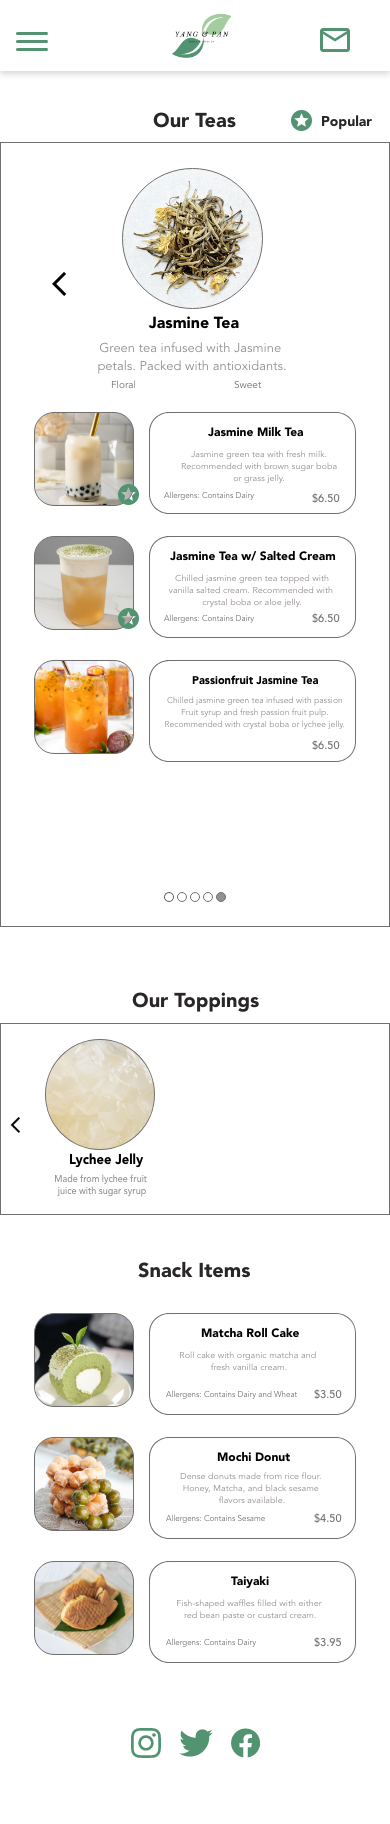 YANG & PAN
Our Teas
Popular
Jasmine Tea
Green tea infused with Jasmine
petals. Packed with antioxidants.
Floral Sweet
Jasmine Milk Tea
Jasmine green tea with fresh milk.
Recommended with brown sugar boba
or grass jelly.
Allergens: Contains Dairy $6.50
Jasmine Tea w/ Salted Cream
Chilled jasmine green tea topped with
vanilla salted cream. Recommended with
crystal boba or aloe jelly.
Allergens: Contains Dairy $6.50
Passionfruit Jasmine Tea
Chilled jasmine green tea infused with passion
Fruit syrup and fresh passion fruit pulp.
Recommended with crystal boba or lychee jelly.
$6.50
Our Toppings
Lychee Jelly
Made from lychee fruit
juice with sugar syrup
Snack Items
Matcha Roll Cake
Roll cake with organic matcha and
fresh vanilla cream.
Allergens: Contains Dairy and Wheat $3.50
Mochi Donut
Dense donuts made from rice flour.
Honey, Matcha, and black sesame
flavors available.
Allergens: Contains Sesame $4.50
Taiyaki
Fish-shaped waffles filled with either
red bean paste or custard cream.
Allergens: Contains Dairy $3.95